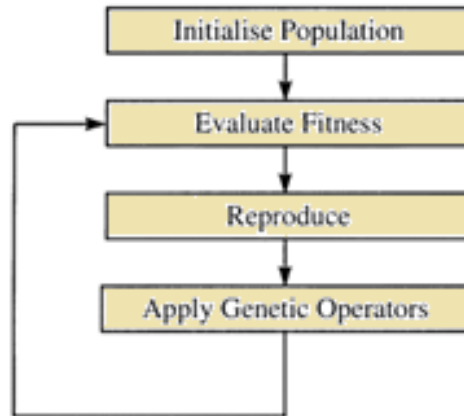 Initialise Population
Evaluate Fitness
Reproduce
Apply Genetic Operators